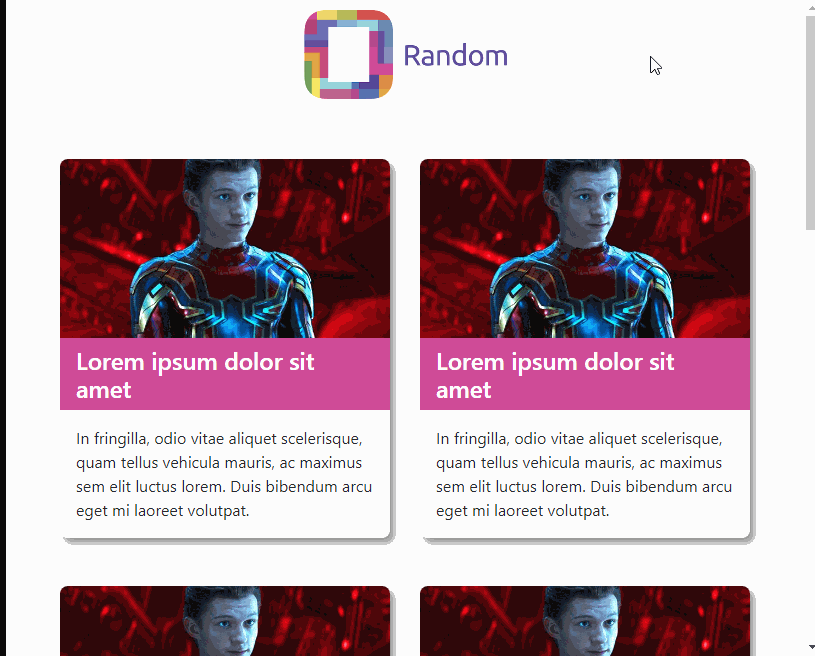 Random
Lorem ipsum dolor sit
amet
In fringilla, odio vitae aliquet scelerisque,
quam tellus vehicula mauris, ac maximus
sem elit luctus lorem. Duis bibendum arcu
eget mi laoreet volutpat.
Lorem ipsum dolor sit
amet
In fringilla, odio vitae aliquet scelerisque,
quam tellus vehicula mauris, ac maximus
sem elit luctus lorem. Duis bibendum arcu
eget mi laoreet volutpat.